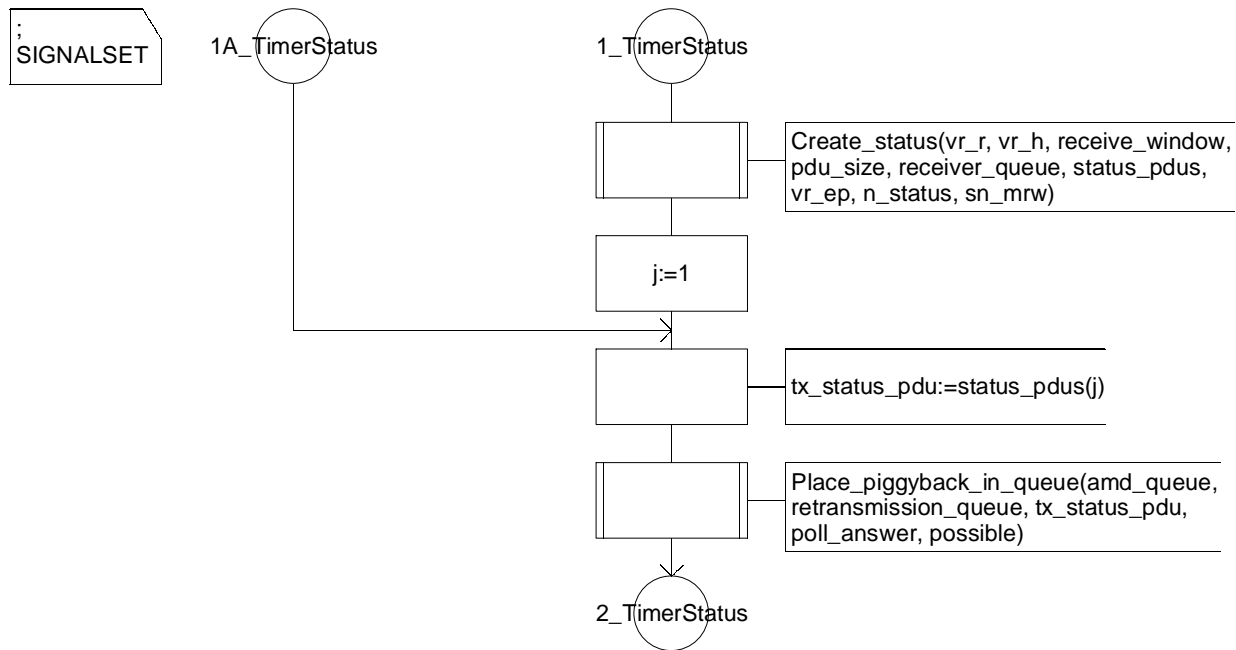 ;
SIGNALSET
1A_TimerStatus
1_TimerStatus
Create_status(vr_r, vr_h, receive_window,
pdu_size, receiver_queue, status_pdus,
vr_ep, n_status, sn_mrw)
j:=1
tx_status_pdu:=status_pdus(j)
Place_piggyback_in_queue(amd_queue,
retransmission_queue, tx_status_pdu,
poll_answer, possible)
2_TimerStatus